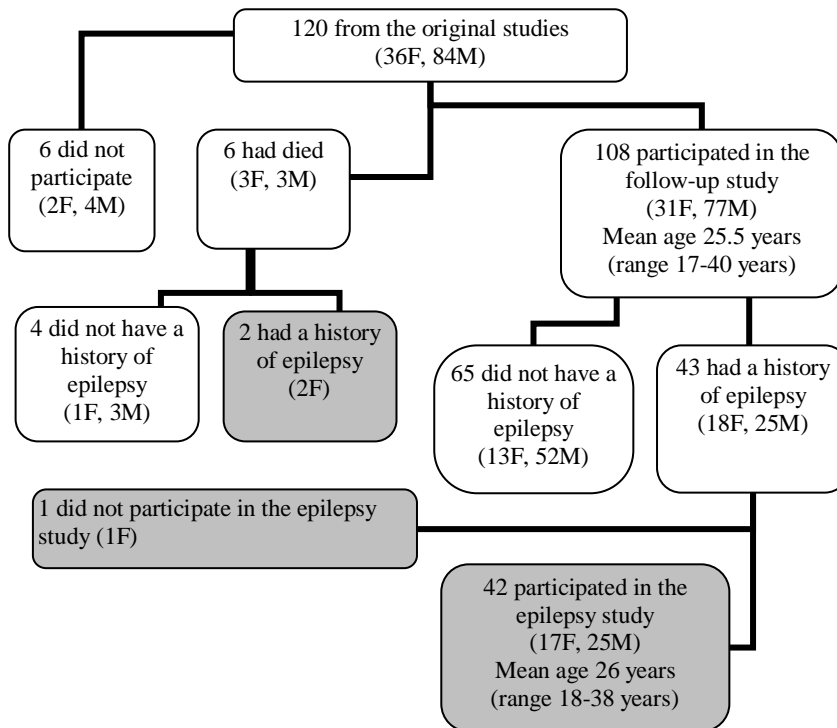 120 from the original studies
(36F, 84M)
6 did not
participate
(2F, 4M)
6 had died
(3F, 3M)
108 participated in the
follow-up study
(31F, 77M)
Mean age 25.5 years
(range 17-40 years)
4 did not have a
history of
epilepsy
(1F, 3M)
2 had a history
of epilepsy
(2F)
65 did not have a
history of
epilepsy
(13F, 52M)
43 had a history
of epilepsy
(18F, 25M)
1 did not participate in the epilepsy
study (1F)
42 participated in the
epilepsy study
(17F, 25M)
Mean age 26 years
(range 18-38 years)